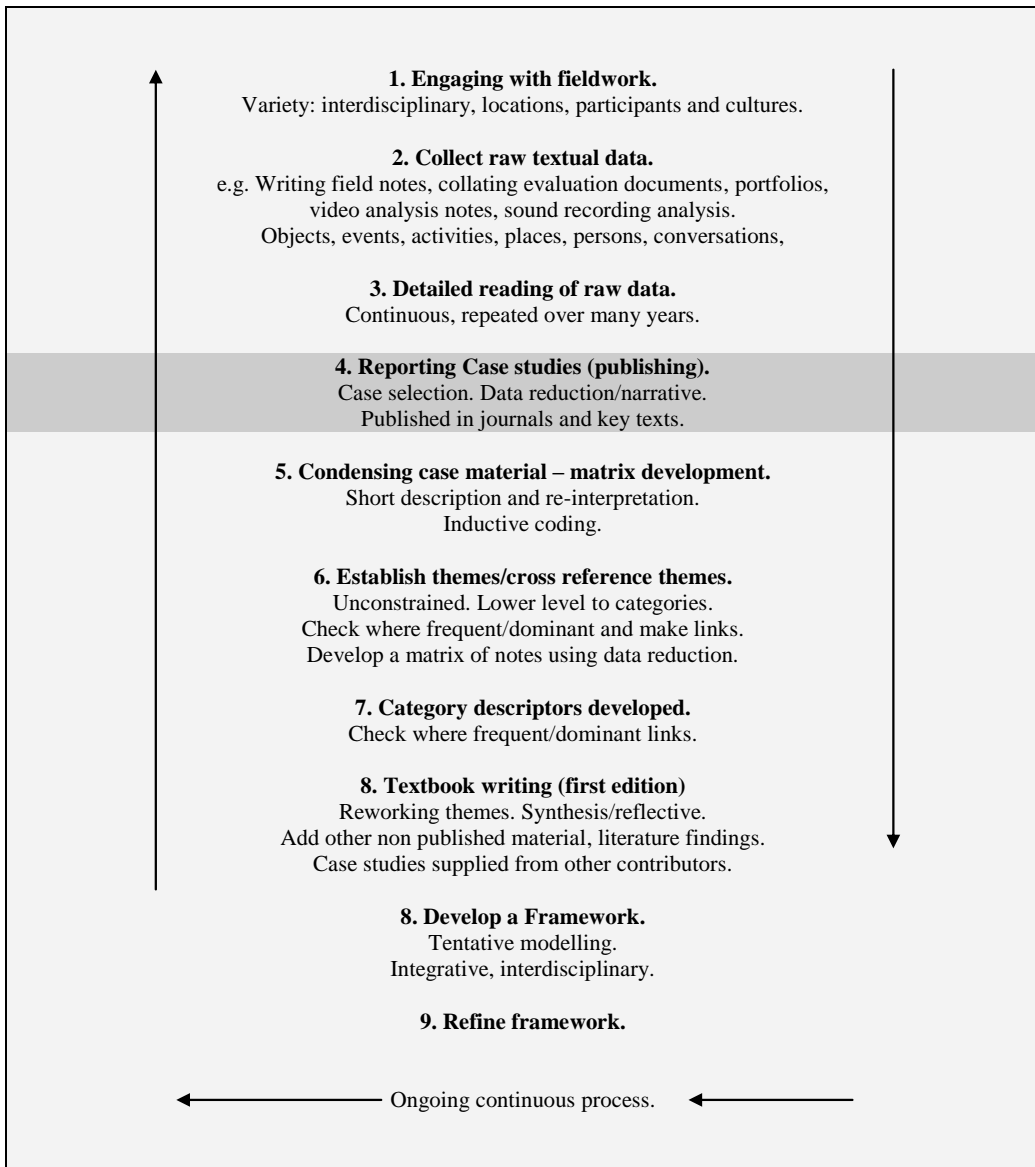 1. Engaging with fieldwork.
Variety: interdisciplinary, locations, participants and cultures.
2. Collect raw textual data.
e.g. Writing field notes, collating evaluation documents, portfolios,
video analysis notes, sound recording analysis.
Objects, events, activities, places, persons, conversations,
3. Detailed reading of raw data.
Continuous, repeated over many years.
4. Reporting Case studies (publishing).
Case selection. Data reduction/narrative.
Published in journals and key texts.
5. Condensing case material – matrix development.
Short description and re-interpretation.
Inductive coding.
6. Establish themes/cross reference themes.
Unconstrained. Lower level to categories.
Check where frequent/dominant and make links.
Develop a matrix of notes using data reduction.
7. Category descriptors developed.
Check where frequent/dominant links.
8. Textbook writing (first edition)
Reworking themes. Synthesis/reflective.
Add other non published material, literature findings.
Case studies supplied from other contributors.
8. Develop a Framework.
Tentative modelling.
Integrative, interdisciplinary.
9. Refine framework.
Ongoing continuous process.